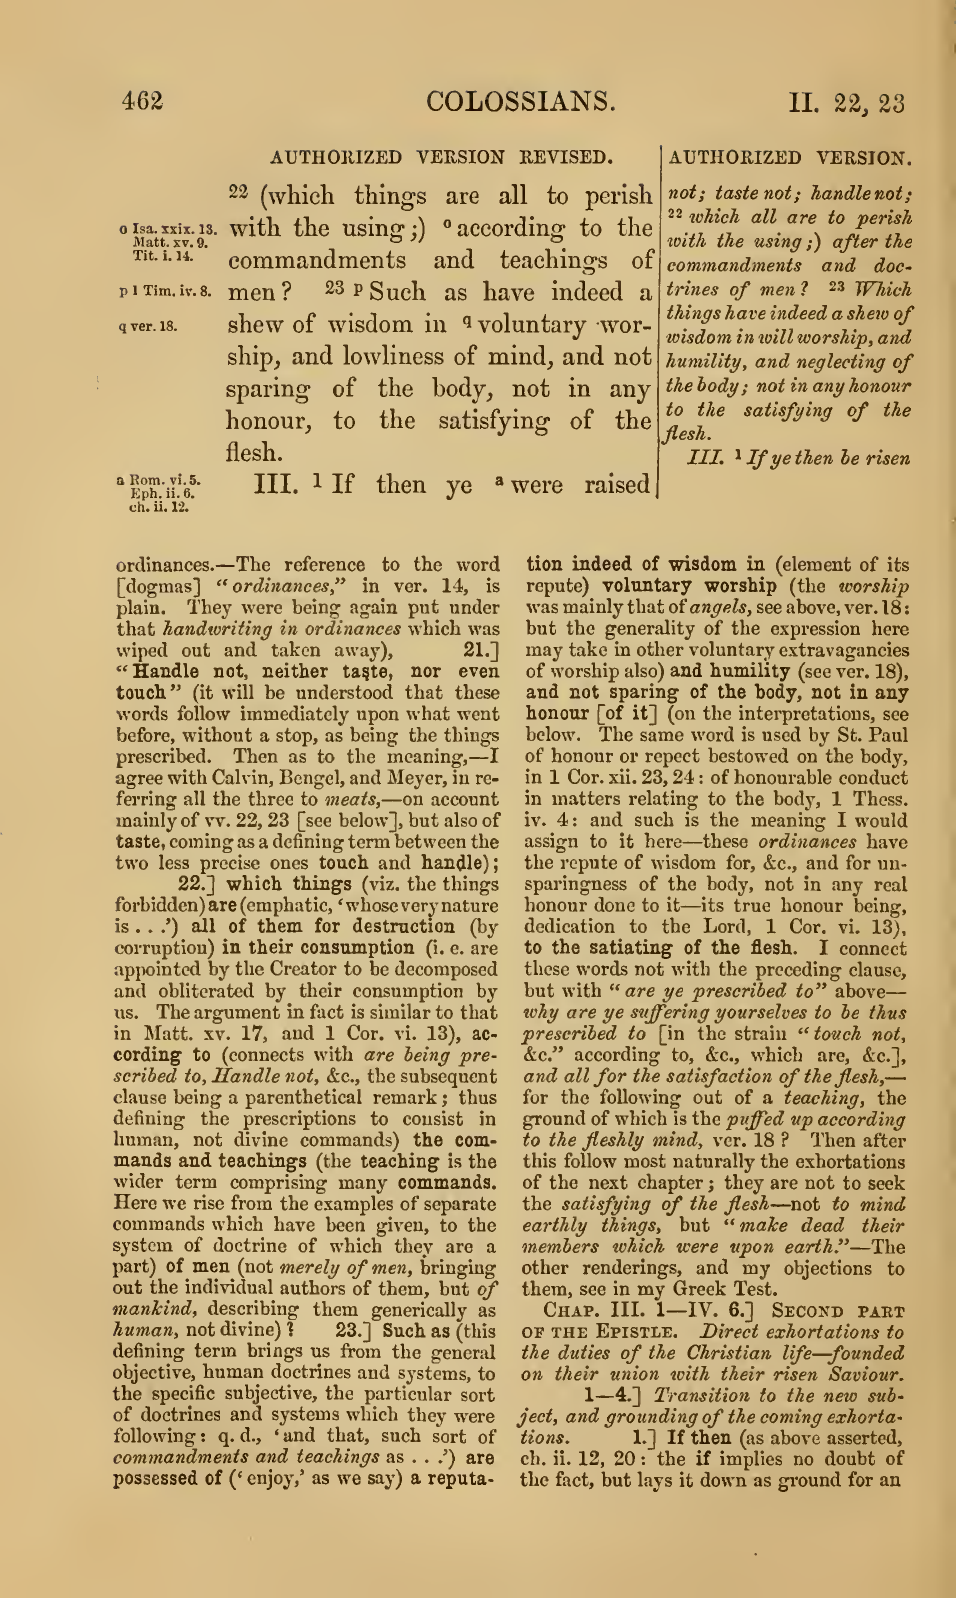 462 COLOSSIANS. II. 22, 23
AUTHORIZED VERSION REVISED.
22 (which things are all to perish
with the using;) o according to the
commandments and teachings of
men? 23 p Such as have indeed a
shew of wisdom in q voluntary wor-
ship, and lowliness of mind, and not
sparing of the body, not in any
honour, to the satisfying of the
flesh.
III. 1 If then ye a were raised
o Isa. xxix. 13.
Matt. xv. 9.
Tit. i. 14.
p 1 Tim. iv. 8.
q ver. 18.
a Rom. vi. 5.
Eph. ii. 6.
ch. ii. 12.
AUTHORIZED VERSION.
not; taste not; handle not;
22 which all are to perish
with the using;) after the
commandments and doc-
trines of men? 23 Which
things have indeed a shew of
wisdom in will worship, and
humility, and neglecting of
the body; not in any honour
to the satisfying of the
flesh.
III. 1 If ye then be risen
ordinances.—The reference to the word
[dogmas] “ordinances,” in ver. 14, is
plain. They were being again put under
that handwriting in ordinances which was
wiped out and taken away), 21.]
“Handle not, neither taste, nor even
touch” (it will be understood that these
words follow immediately upon what went
before, without a stop, as being the things
prescribed. Then as to the meaning,—I
agree with Calvin, Bengel, and Meyer, in re-
ferring all the three to meats,—on account
mainly of vv. 22, 23 [see below], but also of
taste, coming as a defining term between the
two less precise ones touch and handle);
22.] which things (viz. the things
forbidden) are (emphatic, ‘whose very nature
is . . .’) all of them for destruction (by
corruption) in their consumption (i. e. are
appointed by the Creator to be decomposed
and obliterated by their consumption by
us. The argument in fact is similar to that
in Matt. xv. 17, and 1 Cor. vi. 13), ac-
cording to (connects with are being pre-
scribed to, Handle not, &c., the subsequent
clause being a parenthetical remark; thus
defining the prescriptions to consist in
human, not divine commands) the com-
mands and teachings (the teaching is the
wider term comprising many commands.
Here we rise from the examples of separate
commands which have been given, to the
system of doctrine of which they are a
part) of men (not merely of men, bringing
out the individual authors of them, but of
mankind, describing them generically as
human, not divine)? 23.] Such as (this
defining term brings us from the general
objective, human doctrines and systems, to
the specific subjective, the particular sort
of doctrines and systems which they were
following: q. d., ‘and that, such sort of
commandments and teachings as . . .’) are
possessed of (‘enjoy,’ as we say) a reputa-
tion indeed of wisdom in (element of its
repute) voluntary worship (the worship
was mainly that of angels, see above, ver. 18:
but the generality of the expression here
may take in other voluntary extravagancies
of worship also) and humility (see ver. 18),
and not sparing of the body, not in any
honour [of it] (on the interpretations, see
below. The same word is used by St. Paul
of honour or repect bestowed on the body,
in 1 Cor. xii. 23, 24: of honourable conduct
in matters relating to the body, 1 Thess.
iv. 4: and such is the meaning I would
assign to it here—these ordinances have
the repute of wisdom for, &c., and for un-
sparingness of the body, not in any real
honour done to it—its true honour being,
dedication to the Lord, 1 Cor. vi. 13),
to the satiating of the flesh. I connect
these words not with the preceding clause,
but with “are ye prescribed to” above—
why are ye suffering yourselves to be thus
prescribed to [in the strain “touch not,
&c.” according to, &c., which are, &c.],
and all for the satisfaction of the flesh,—
for the following out of a teaching, the
ground of which is the puffed up according
to the fleshly mind, ver. 18? Then after
this follow most naturally the exhortations
of the next chapter; they are not to seek
the satisfying of the flesh—not to mind
earthly things, but “make dead their
members which were upon earth.”—The
other renderings, and my objections to
them, see in my Greek Test.
CHAP. III. 1—IV. 6.] SECOND PART
OF THE EPISTLE. Direct exhortations to
the duties of the Christian life—founded
on their union with their risen Saviour.
1—4.] Transition to the new sub-
ject, and grounding of the coming exhorta-
tions. 1.] If then (as above asserted,
ch. ii. 12, 20: the if implies no doubt of
the fact, but lays it down as ground for an